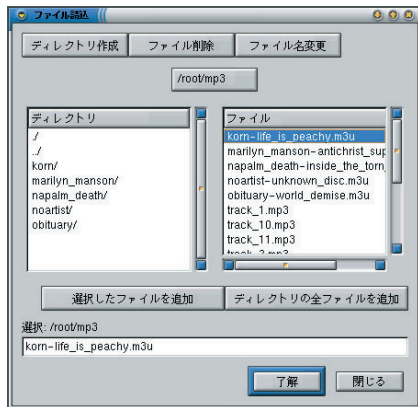 ファイル読込
ディレクトリ作成 ファイル削除 ファイル名変更
/root/mp3
ディレクトリ
./
../
korn/
marilyn_manson/
napalm_death/
noartist/
obituary/
ファイル
korn-life_is_peachy.m3u
marilyn_manson-antichrist_sup
napalm_death-inside_the_torn_
noartist-unknown_disc.m3u
obituary-world_demise.m3u
track_1.mp3
track_10.mp3
track_11.mp3
track_2.mp3
選択したファイルを追加 ディレクトリの全ファイルを追加
選択: /root/mp3
korn-life_is_peachy.m3u
了解 閉じる